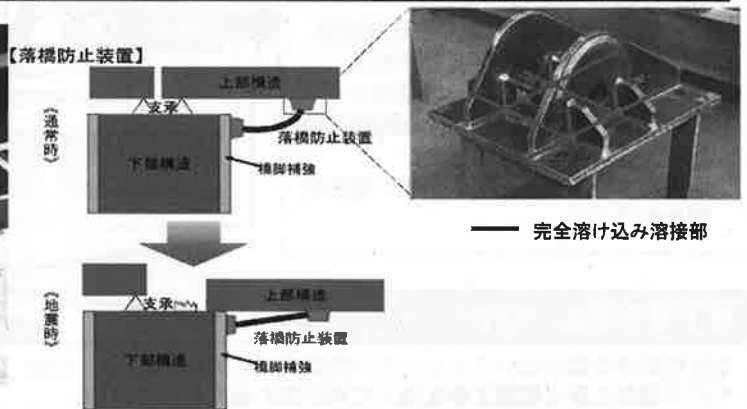 【落橋防止装置】
《通常時》
上部構造
支承
落橋防止装置
下部構造
橋脚補強
完全溶け込み溶接部
《地震時》
支承
上部構造
落橋防止装置
下部構造
橋脚補強